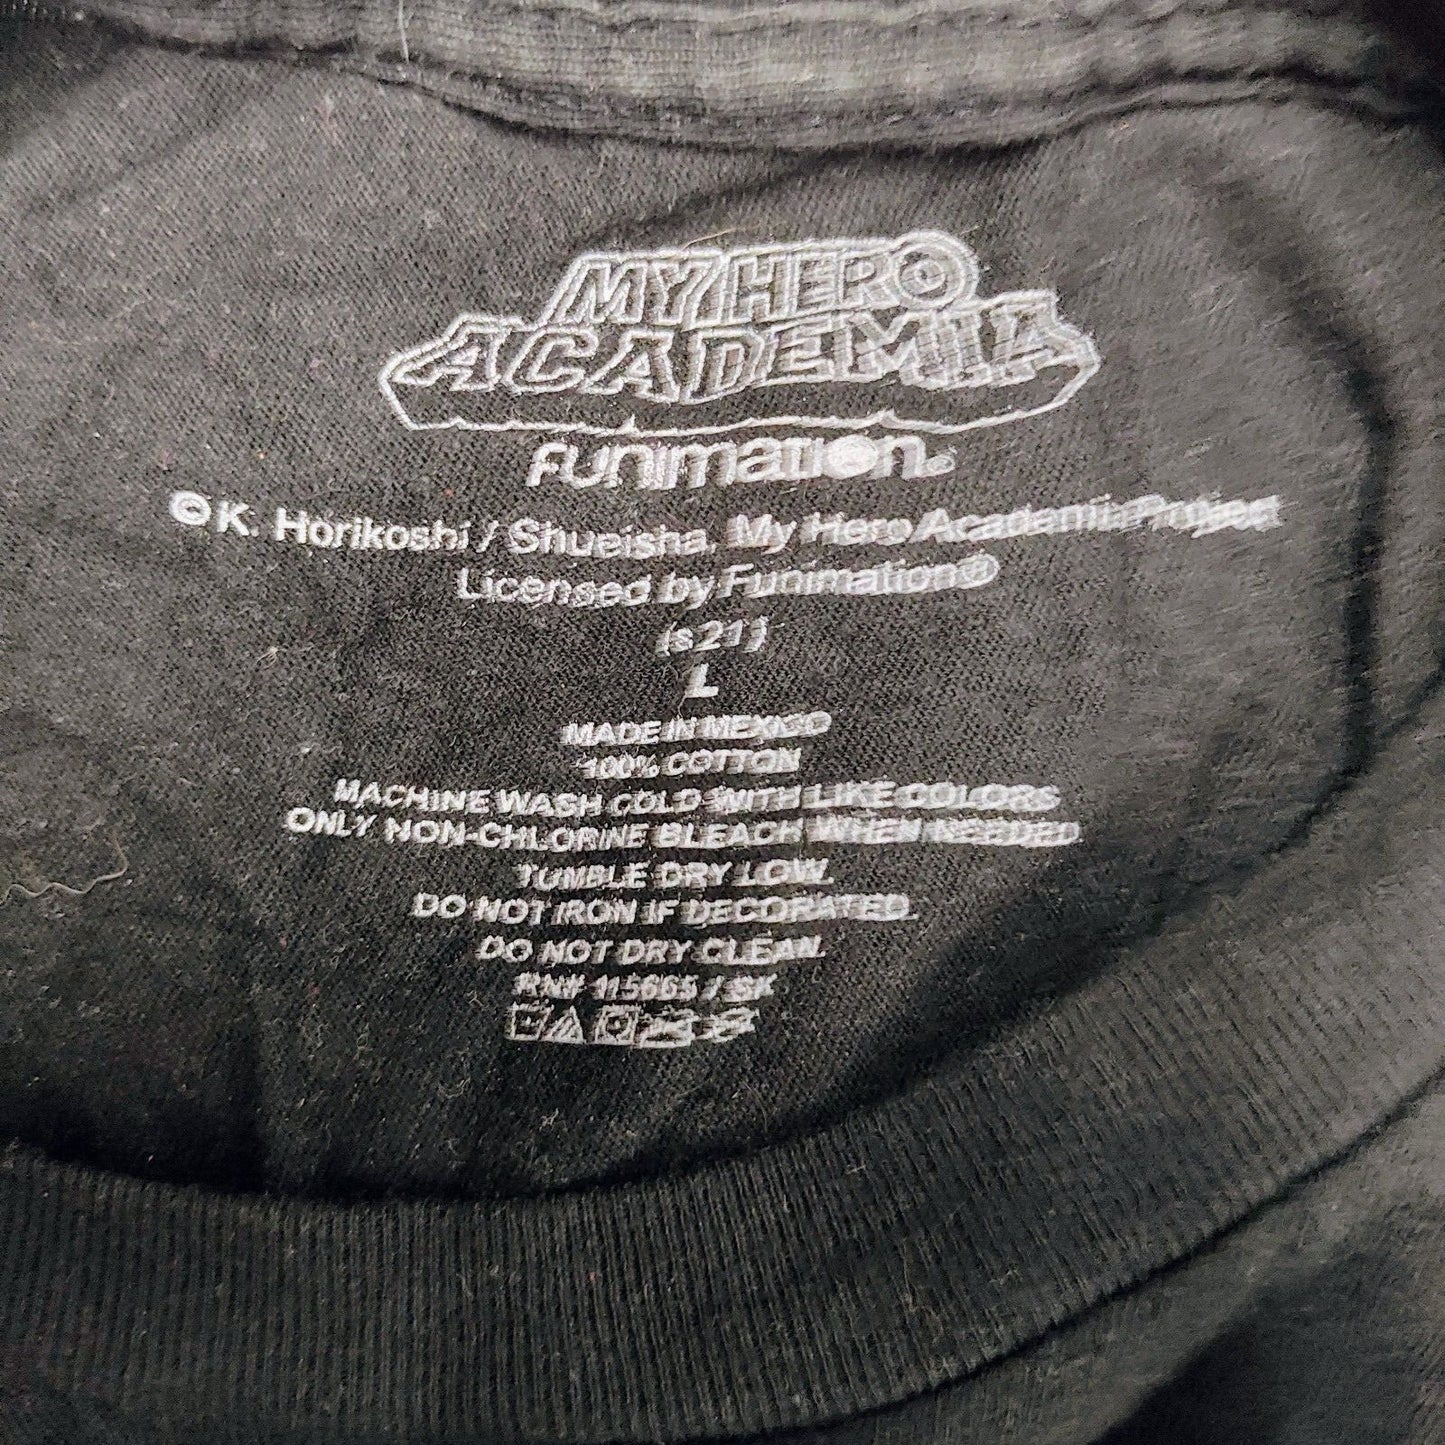 MY HERO
ACADEMIA
FUNIMATION®
© K. Horikoshi / Shueisha, My Hero Academia Project
Licensed by Funimation®
(s21)
L
MADE IN MEXICO
100% COTTON
MACHINE WASH COLD WITH LIKE COLORS
ONLY NON-CHLORINE BLEACH WHEN NEEDED
TUMBLE DRY LOW.
DO NOT IRON IF DECORATED.
DO NOT DRY CLEAN.
RN# 115665 / SK